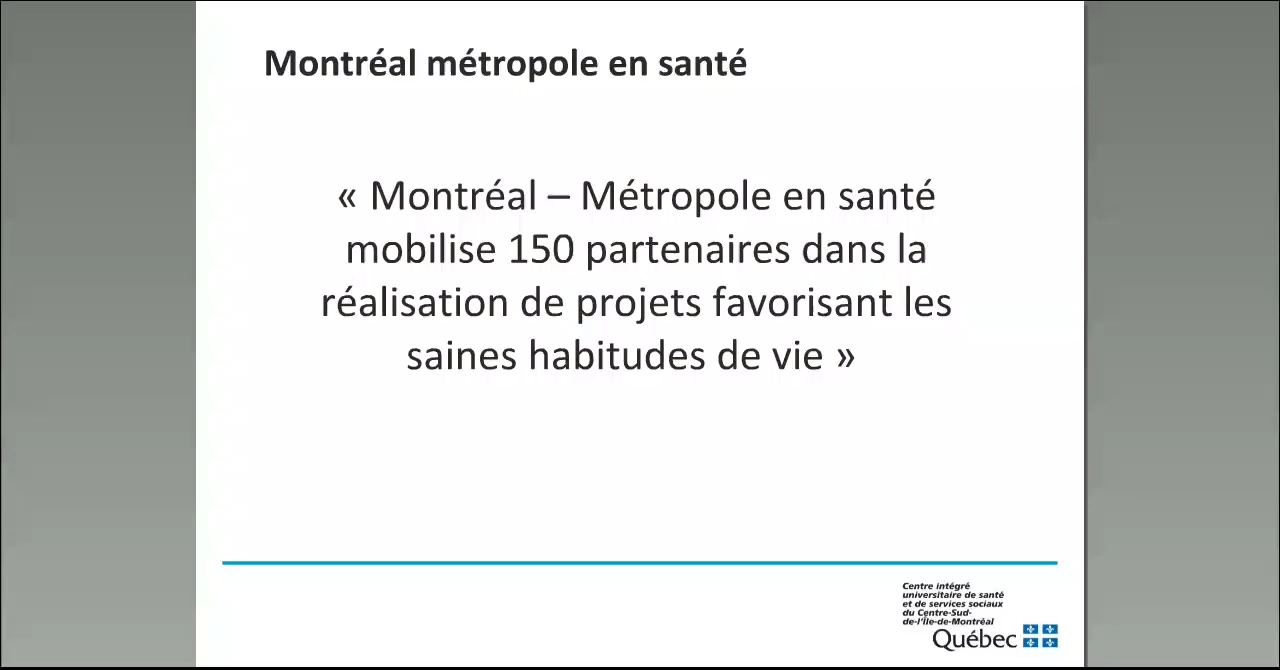 Montréal métropole en santé
« Montréal – Métropole en santé
mobilise 150 partenaires dans la
réalisation de projets favorisant les
saines habitudes de vie »
Centre intégré
universitaire de santé
et de services sociaux
du Centre-Sud-
de-l'Île-de-Montréal
Québec